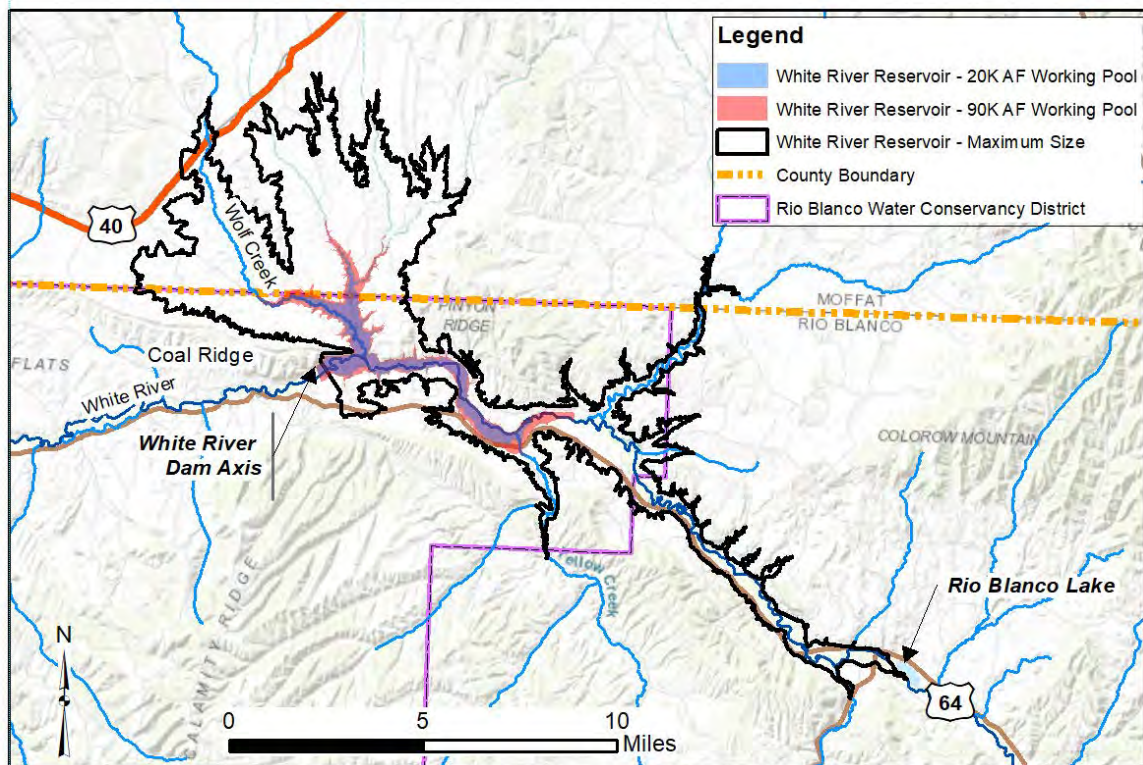 Legend
White River Reservoir - 20K AF Working Pool
White River Reservoir - 90K AF Working Pool
White River Reservoir - Maximum Size
County Boundary
Rio Blanco Water Conservancy District
40
Wolf Creek
MOFFAT
RIO BLANCO
PINYON
RIDGE
FLATS
Coal Ridge
White River
White River
Dam Axis
COLOROW MOUNTAIN
Yellow Creek
CALAMITY RIDGE
Rio Blanco Lake
64
N
0
5
10
Miles